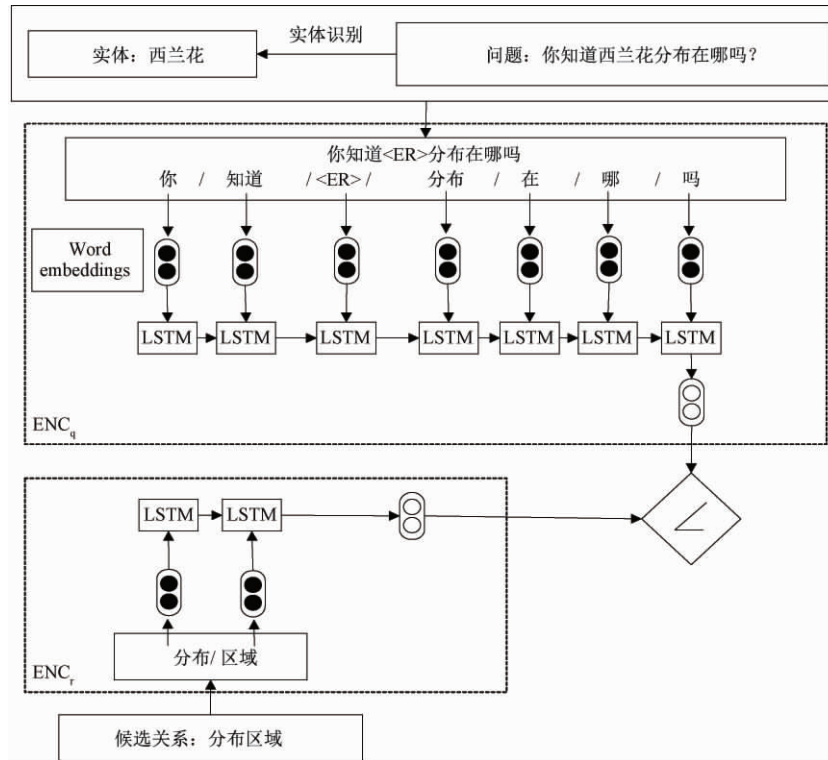 实体识别
实体：西兰花
问题：你知道西兰花分布在哪吗？
你知道<ER>分布在哪吗
你 / 知道 / <ER> / 分布 / 在 / 哪 / 吗
Word
embeddings
LSTM LSTM LSTM LSTM LSTM LSTM LSTM
ENCq
LSTM LSTM
分布/ 区域
ENCr
候选关系：分布区域